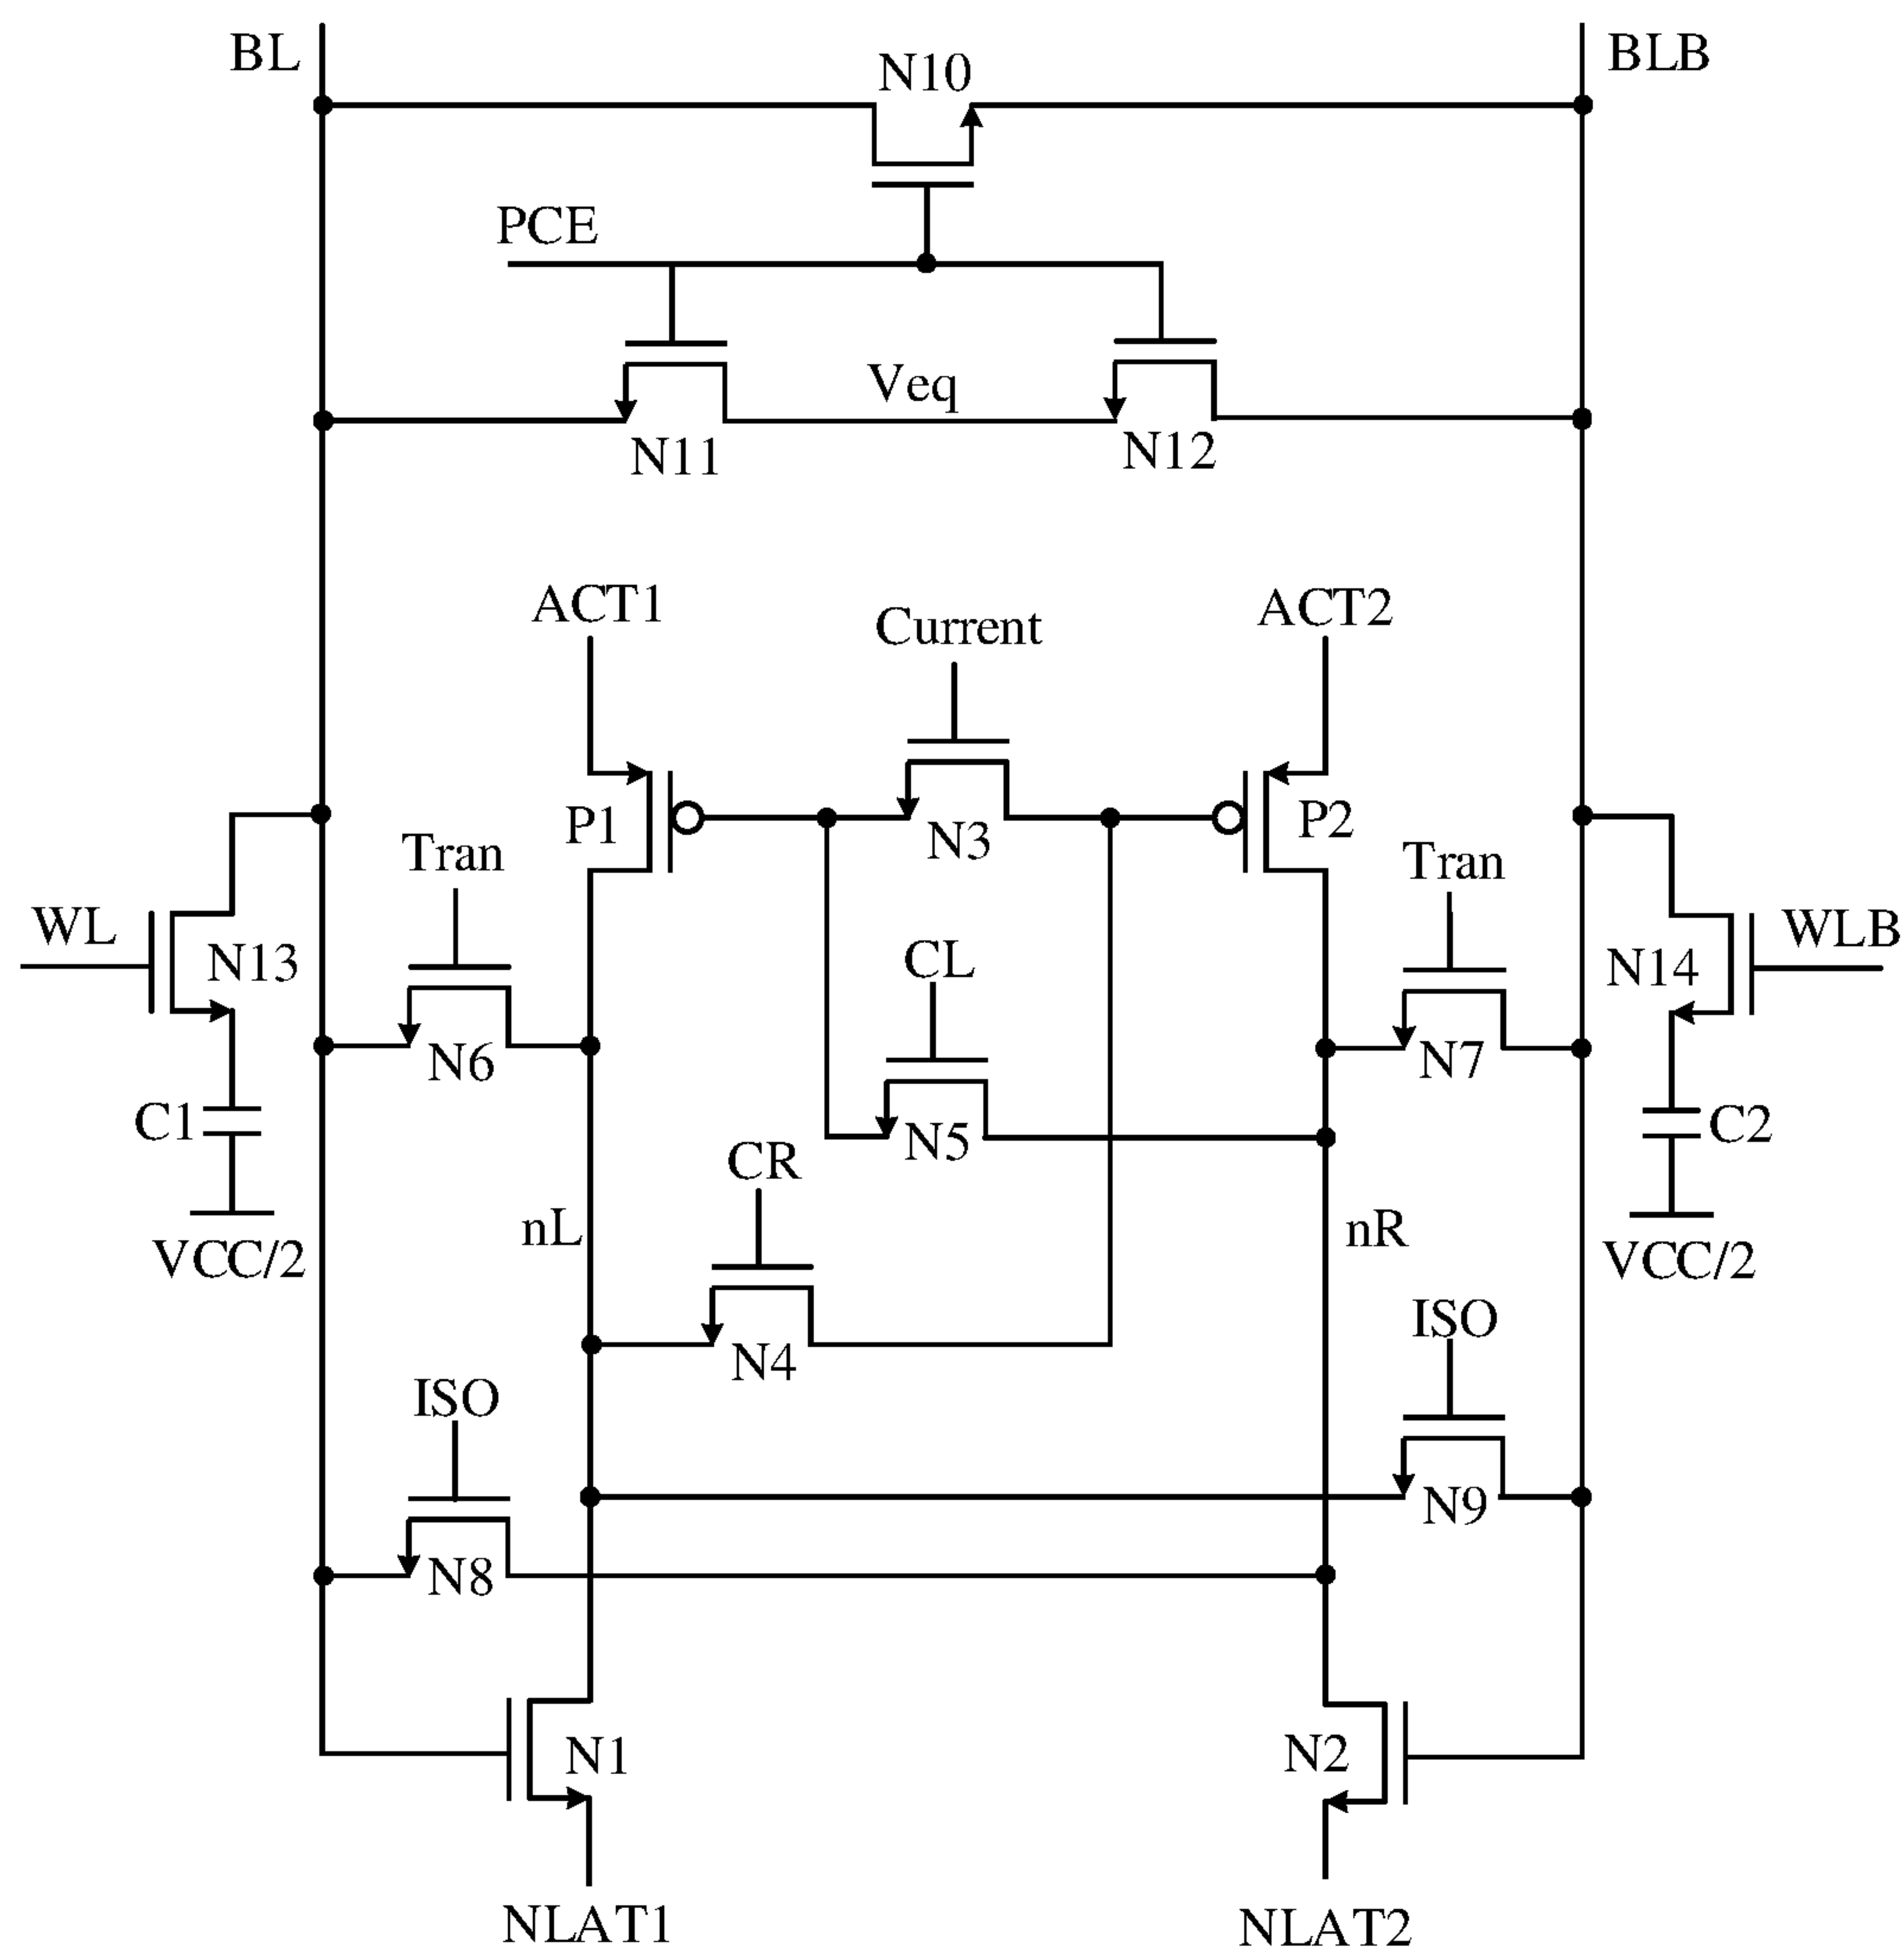 BL
BLB
N10
PCE
Veq
N11
N12
ACT1
ACT2
Current
P1
P2
N3
Tran
Tran
WL
WLB
N13
N14
CL
N6
N7
C1
C2
N5
CR
nL
nR
VCC/2
VCC/2
ISO
N4
ISO
N9
N8
N1
N2
NLAT1
NLAT2